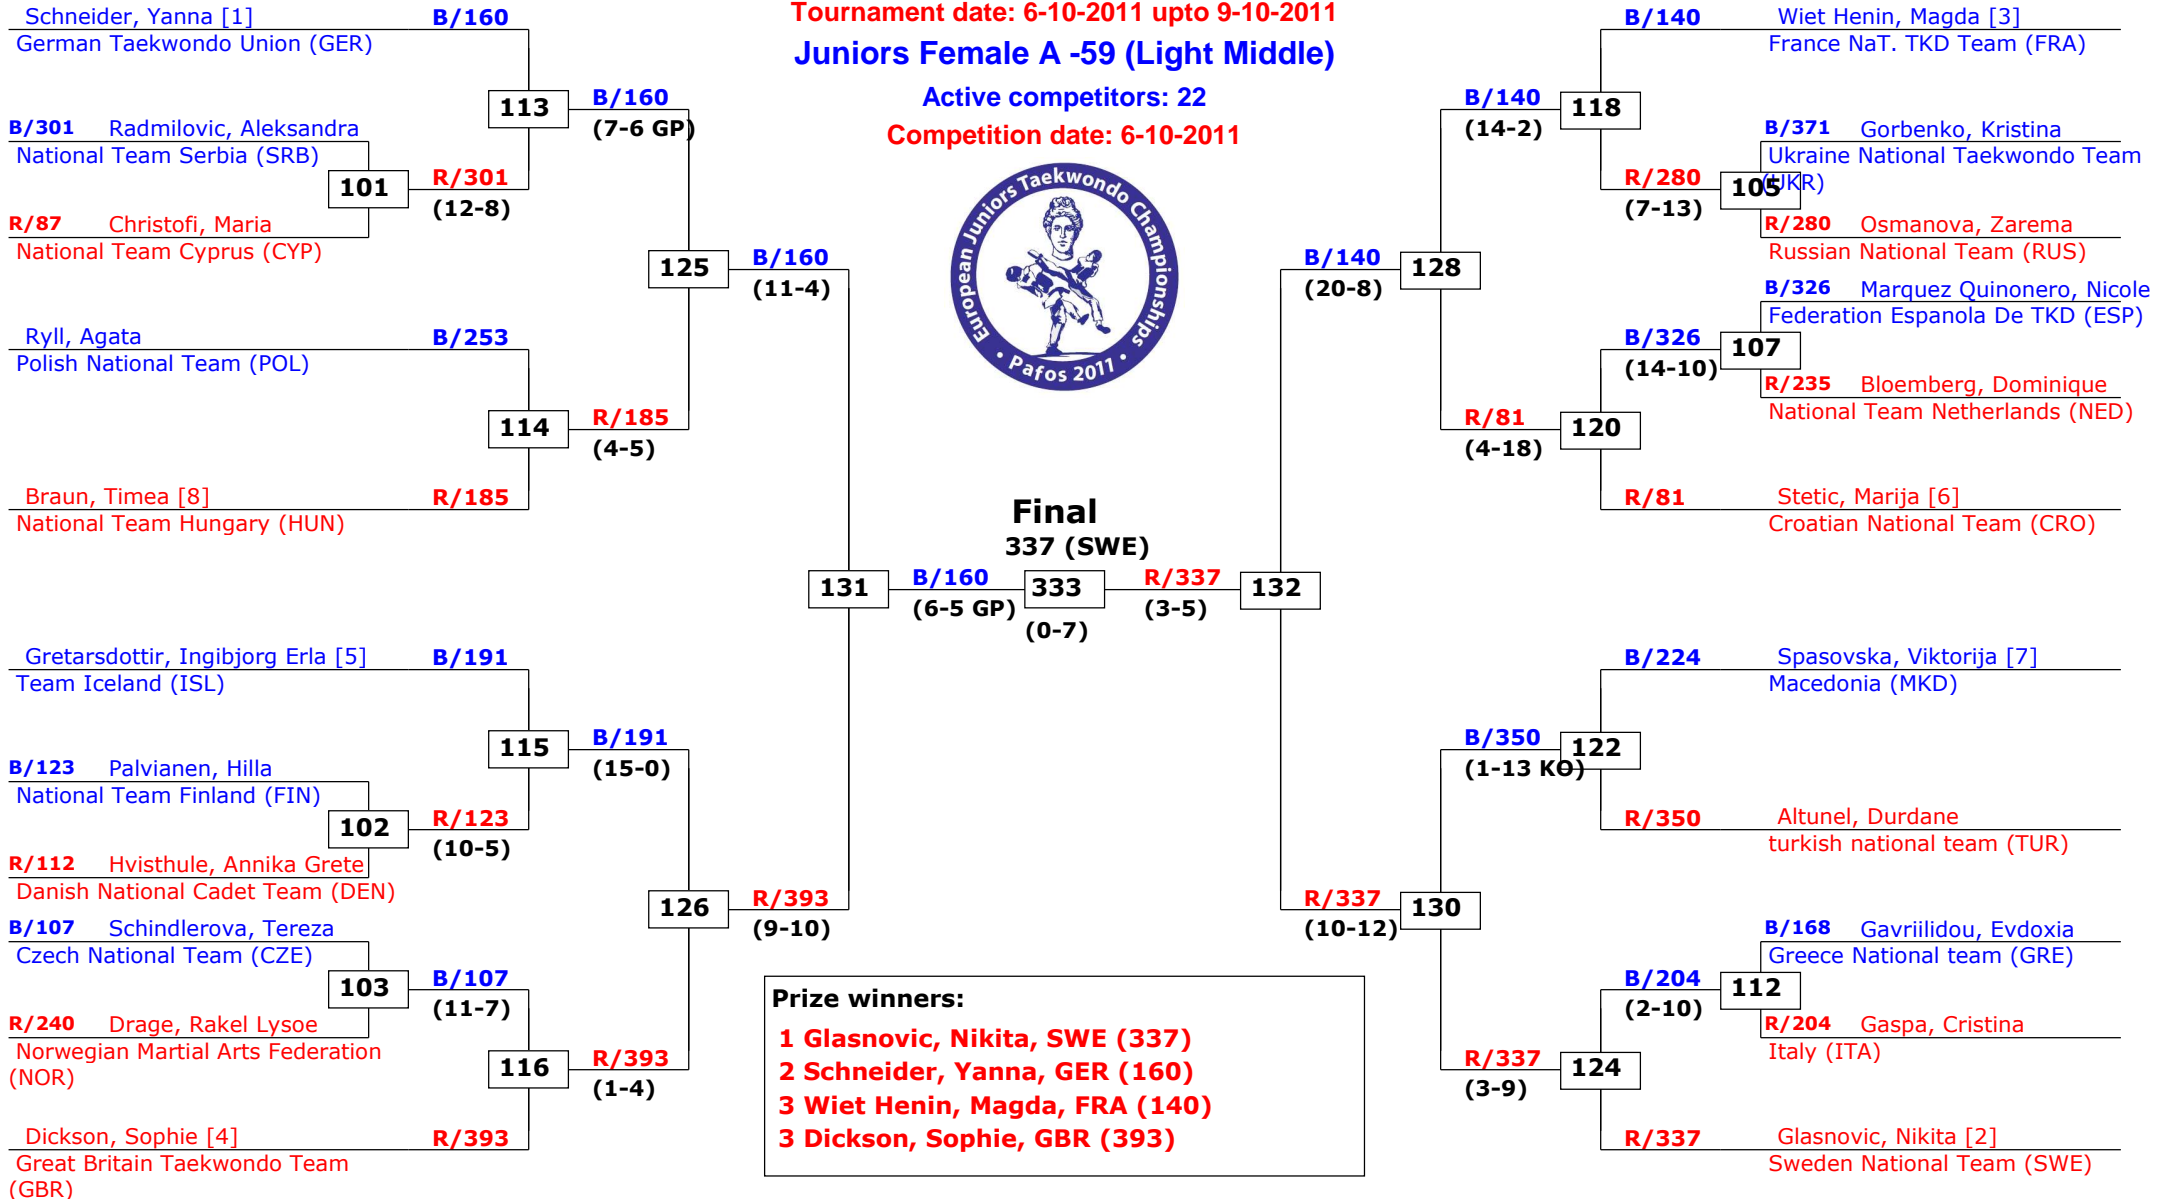 Tournament date: 6-10-2011 upto 9-10-2011
Juniors Female A -59 (Light Middle)
Active competitors: 22
Competition date: 6-10-2011
European Juniors Taekwondo Championships
• Pafos 2011 •
Schneider, Yanna [1] B/160
German Taekwondo Union (GER)
113
B/160
(7-6 GP)
B/301 Radmilovic, Aleksandra
National Team Serbia (SRB)
101
R/301
(12-8)
R/87 Christofi, Maria
National Team Cyprus (CYP)
125
B/160
(11-4)
Ryll, Agata B/253
Polish National Team (POL)
114
R/185
(4-5)
Braun, Timea [8] R/185
National Team Hungary (HUN)
131
B/160
(6-5 GP)
Gretarsdottir, Ingibjorg Erla [5] B/191
Team Iceland (ISL)
115
B/191
(15-0)
B/123 Palvianen, Hilla
National Team Finland (FIN)
102
R/123
(10-5)
R/112 Hvisthule, Annika Grete
Danish National Cadet Team (DEN)
126
R/393
(9-10)
B/107 Schindlerova, Tereza
Czech National Team (CZE)
103
B/107
(11-7)
R/240 Drage, Rakel Lysoe
Norwegian Martial Arts Federation
(NOR)
116
R/393
(1-4)
Dickson, Sophie [4] R/393
Great Britain Taekwondo Team
(GBR)
Final
337 (SWE)
333
(0-7)
B/140 Wiet Henin, Magda [3]
France NaT. TKD Team (FRA)
B/140
(14-2)
118
B/371 Gorbenko, Kristina
Ukraine National Taekwondo Team
(UKR)
R/280
(7-13)
105
R/280 Osmanova, Zarema
Russian National Team (RUS)
B/140
(20-8)
128
B/326 Marquez Quinonero, Nicole
Federation Espanola De TKD (ESP)
B/326
(14-10)
107
R/235 Bloemberg, Dominique
National Team Netherlands (NED)
R/81
(4-18)
120
R/81 Stetic, Marija [6]
Croatian National Team (CRO)
R/337
(3-5)
132
B/224 Spasovska, Viktorija [7]
Macedonia (MKD)
B/350
(1-13 KO)
122
R/350 Altunel, Durdane
turkish national team (TUR)
R/337
(10-12)
130
B/168 Gavriilidou, Evdoxia
Greece National team (GRE)
B/204
(2-10)
112
R/204 Gaspa, Cristina
Italy (ITA)
R/337
(3-9)
124
R/337 Glasnovic, Nikita [2]
Sweden National Team (SWE)
Prize winners:
1 Glasnovic, Nikita, SWE (337)
2 Schneider, Yanna, GER (160)
3 Wiet Henin, Magda, FRA (140)
3 Dickson, Sophie, GBR (393)